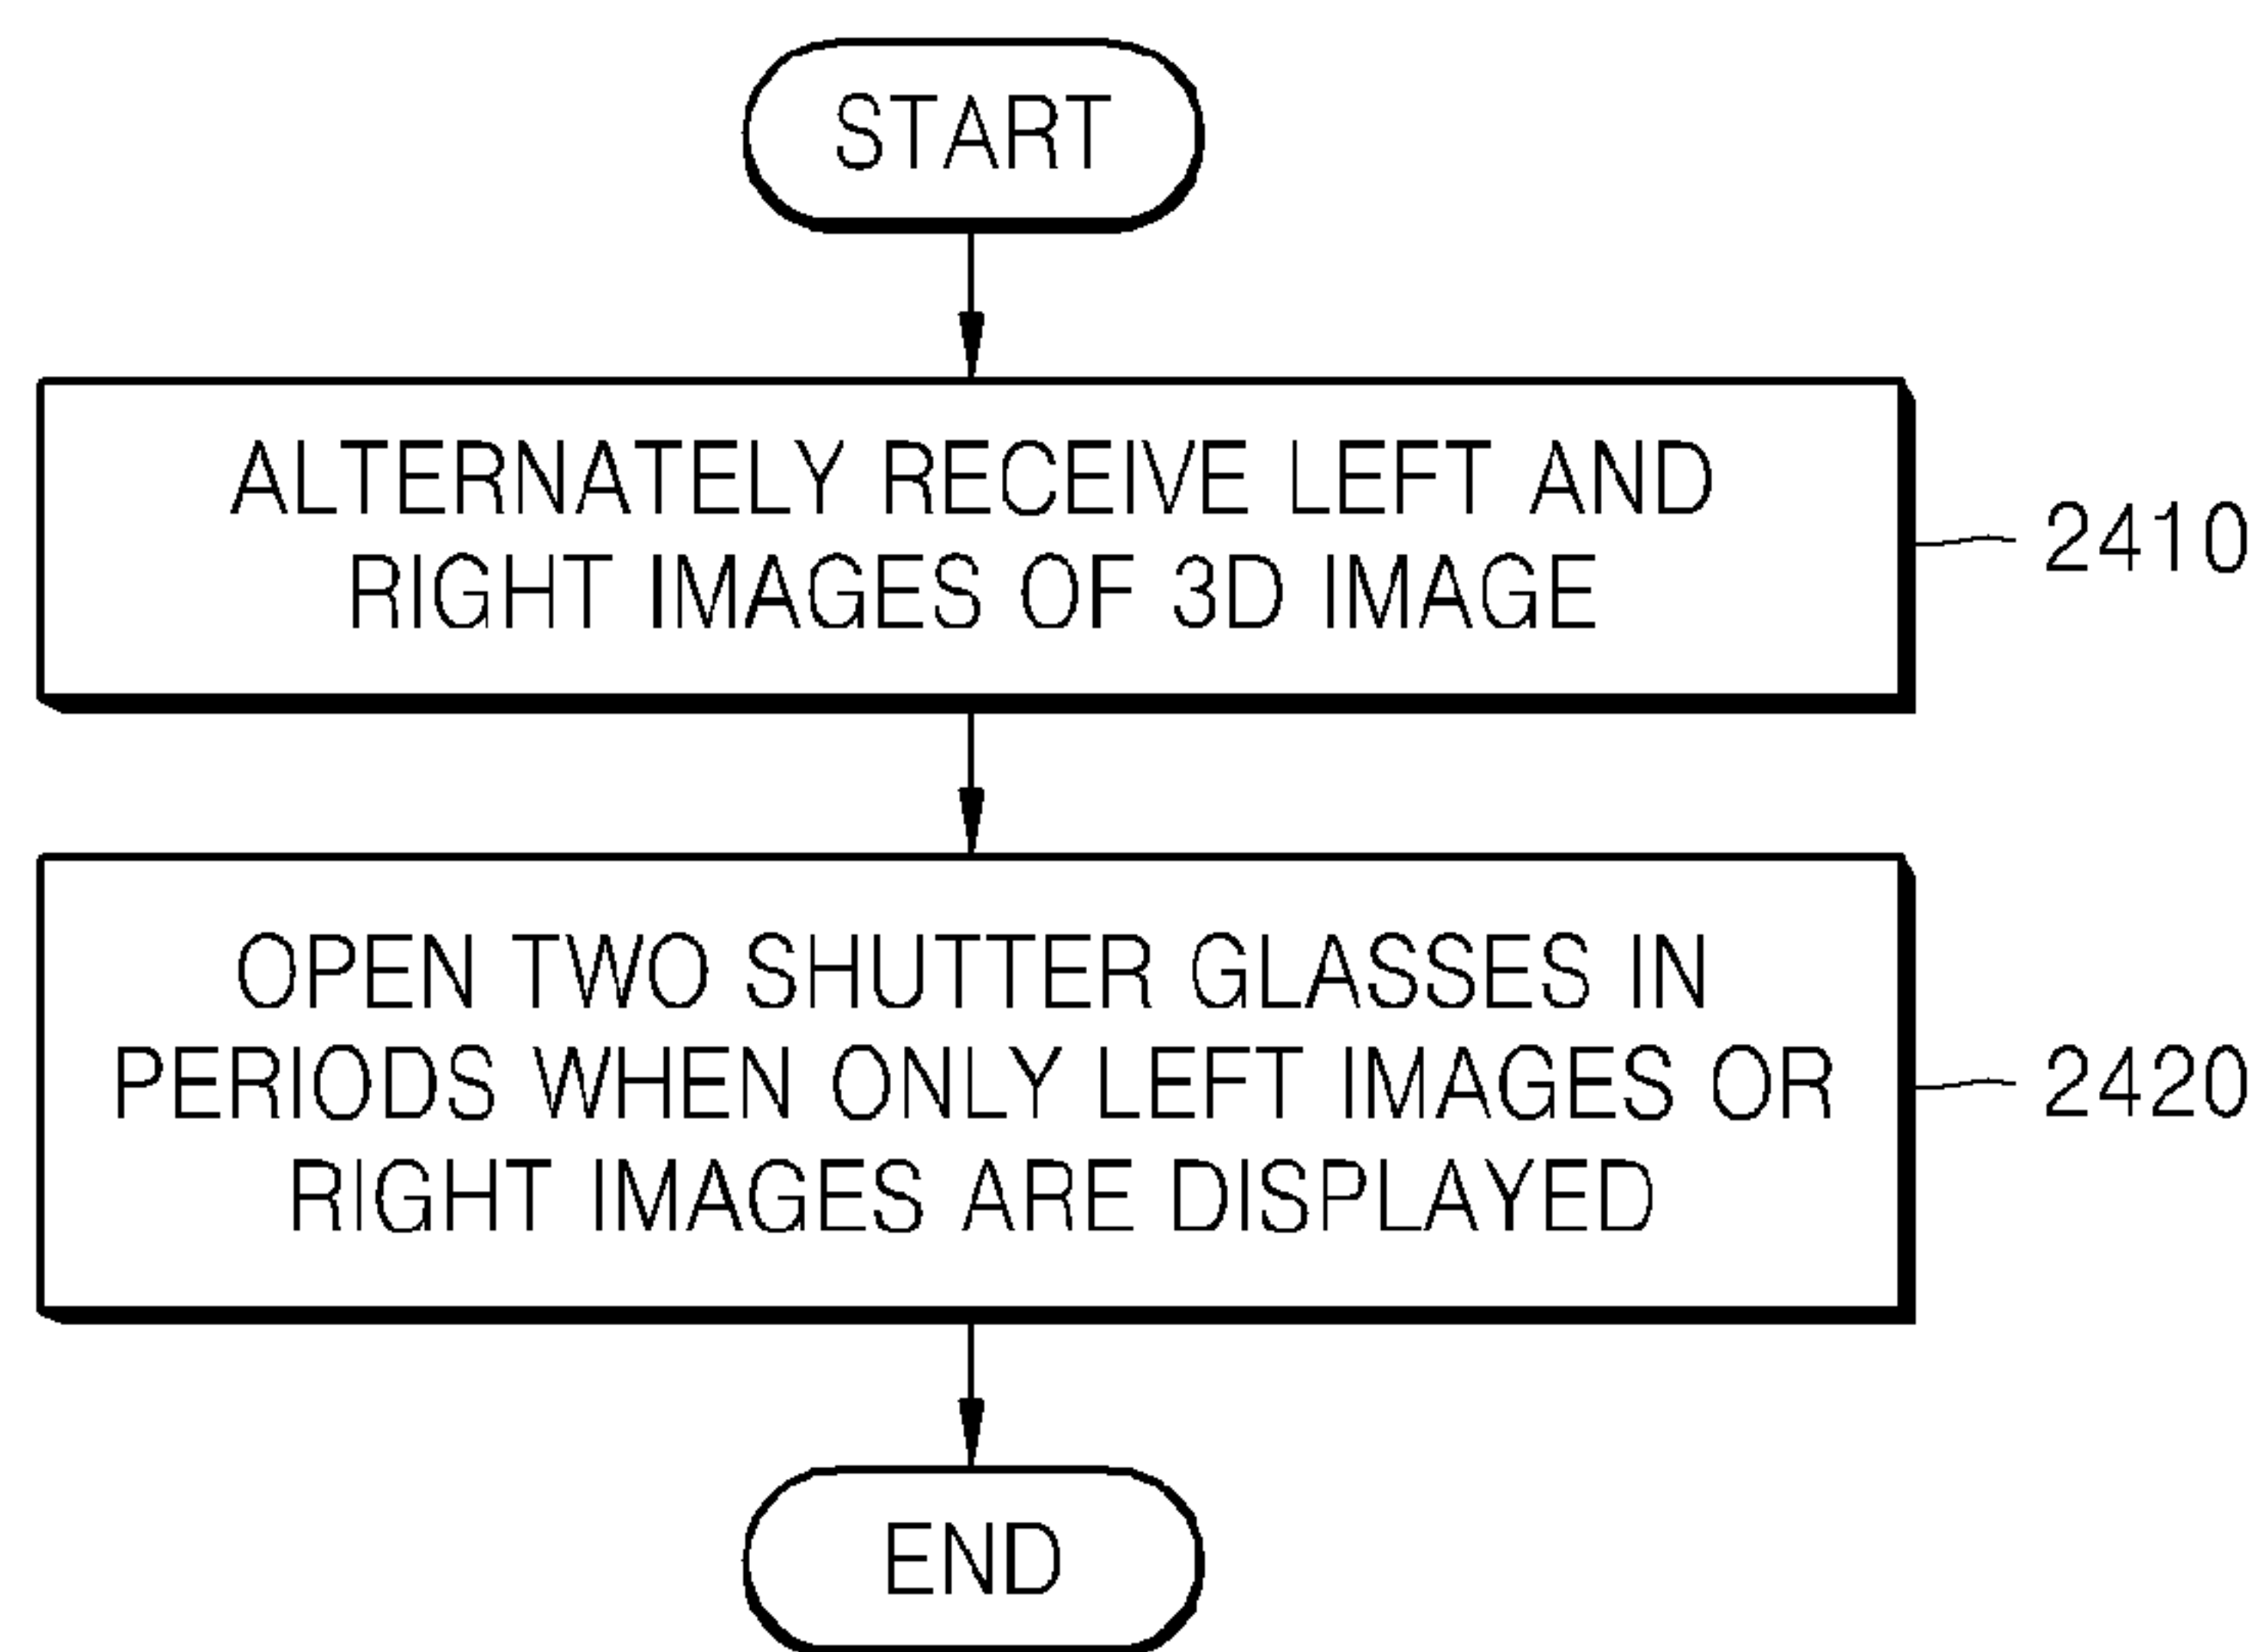 START
ALTERNATELY RECEIVE LEFT AND
RIGHT IMAGES OF 3D IMAGE
2410
OPEN TWO SHUTTER GLASSES IN
PERIODS WHEN ONLY LEFT IMAGES OR
RIGHT IMAGES ARE DISPLAYED
2420
END